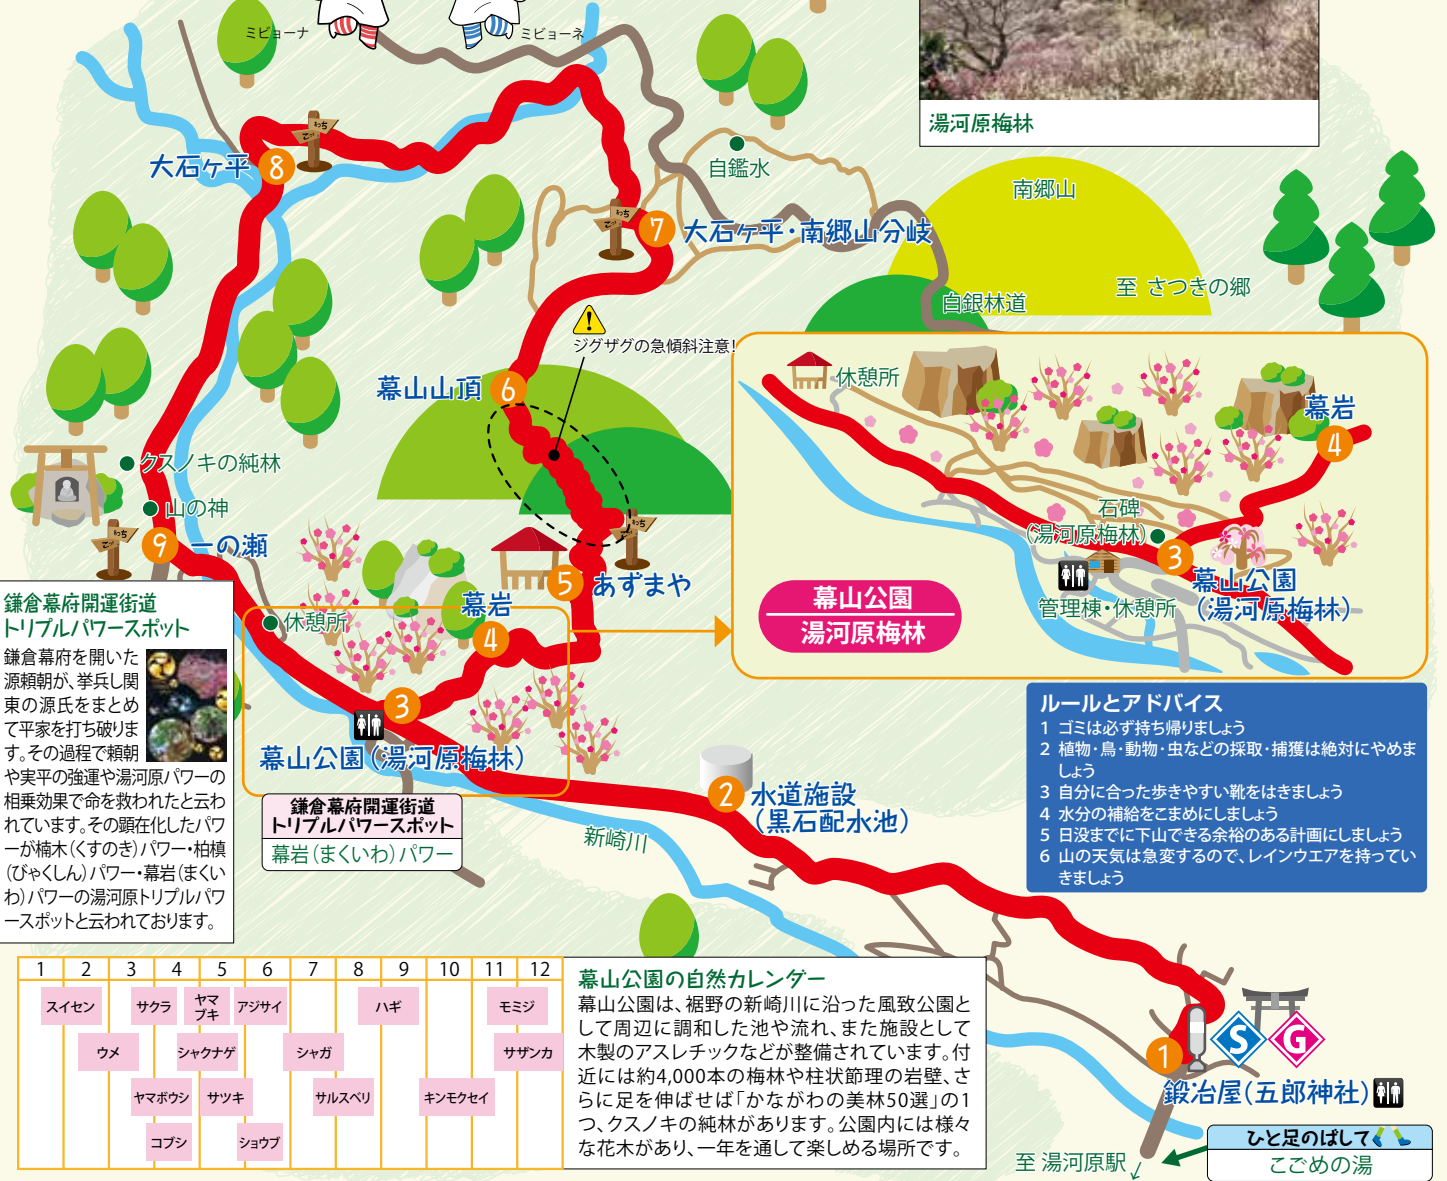 ミビョーナ
ミビョーネ
湯河原梅林
自鑑水
南郷山
大石ヶ平
8
7
大石ヶ平・南郷山分岐
至 さつきの郷
白銀林道
ジグザグの急傾斜注意!
幕山山頂
6
クスノキの純林
山の神
9
一の瀬
休憩所
幕岩
4
5
あずまや
3
幕山公園(湯河原梅林)
2
水道施設
(黒石配水池)
新崎川
休憩所
幕岩
4
石碑
(湯河原梅林)
3
幕山公園
(湯河原梅林)
管理棟・休憩所
幕山公園
湯河原梅林
鎌倉幕府開運街道
トリプルパワースポット
鎌倉幕府を開いた
源頼朝が、挙兵し関
東の源氏をまとめ
て平家を打ち破りま
す。その過程で頼朝
や実平の強運や湯河原パワーの
相乗効果で命を救われたと云わ
れています。その顕在化したパワ
ーが楠木(くすのき)パワー・柏槙
(びゃくしん)パワー・幕岩(まくい
わ)パワーの湯河原トリプルパワ
ースポットと云われております。
鎌倉幕府開運街道
トリプルパワースポット
幕岩(まくいわ)パワー
ルールとアドバイス
1 ゴミは必ず持ち帰りましょう
2 植物・鳥・動物・虫などの採取・捕獲は絶対にやめま
しょう
3 自分に合った歩きやすい靴をはきましょう
4 水分の補給をこまめにしましょう
5 日没までに下山できる余裕のある計画にしましょう
6 山の天気は急変するので、レインウエアを持ってい
きましょう
1 2 3 4 5 6 7 8 9 10 11 12
スイセン サクラ ヤマブキ アジサイ ハギ モミジ
ウメ シャクナゲ シャガ サザンカ
ヤマボウシ サツキ サルスベリ キンモクセイ
コブシ ショウブ
幕山公園の自然カレンダー
幕山公園は、裾野の新崎川に沿った風致公園と
して周辺に調和した池や流れ、また施設として
木製のアスレチックなどが整備されています。付
近には約4,000本の梅林や柱状節理の岩壁、さ
らに足を伸ばせば「かながわの美林50選」の1
つ、クスノキの純林があります。公園内には様々
な花木があり、一年を通して楽しめる場所です。
1
S G
鍛冶屋(五郎神社)
ひと足のばして
こごめの湯
至 湯河原駅